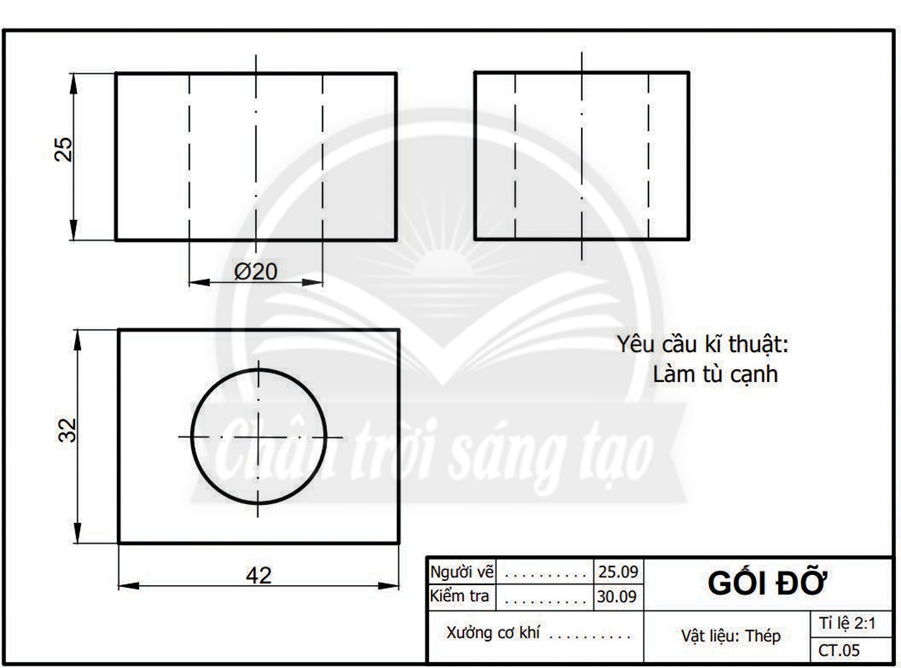 25
Ø20
32
42
Yêu cầu kĩ thuật:
Làm tù cạnh
Chân trời sáng tạo
Người vẽ .......... 25.09
Kiểm tra .......... 30.09
GỐI ĐỠ
Xưởng cơ khí ..........
Vật liệu: Thép
Tỉ lệ 2:1
CT.05